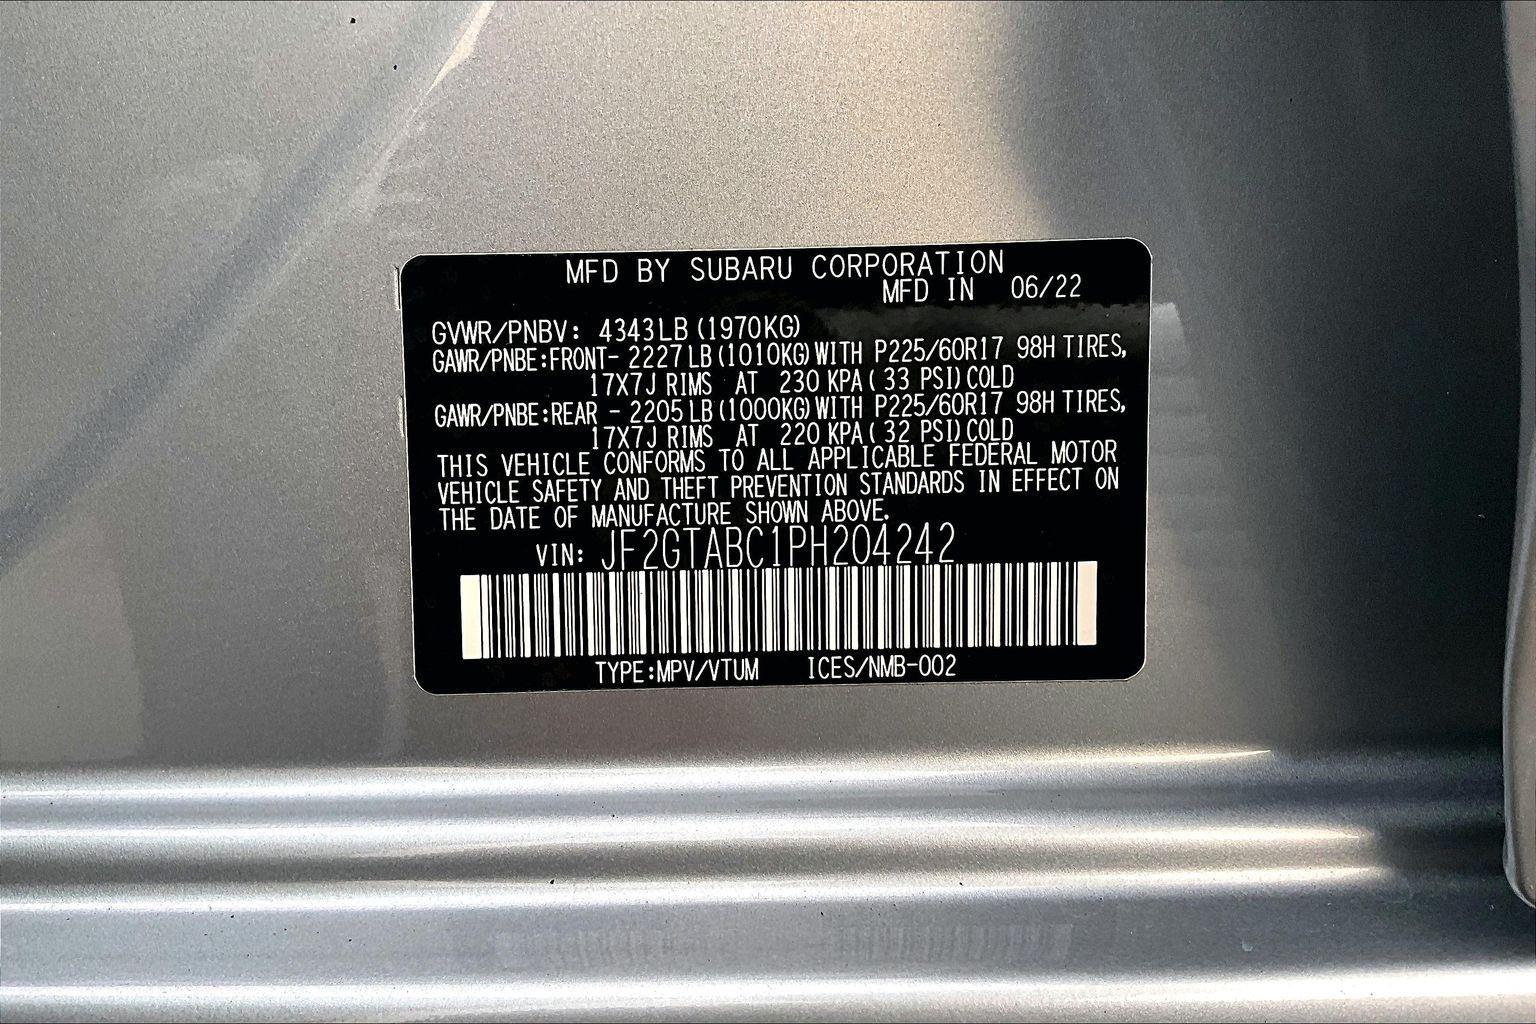 MFD BY SUBARU CORPORATION
MFD IN 06/22
GVWR/PNBV: 4343LB (1970KG)
GAWR/PNBE:FRONT- 2227LB (1010KG) WITH P225/60R17 98H TIRES,
17X7J RIMS AT 230 KPA ( 33 PSI) COLD
GAWR/PNBE:REAR - 2205LB (1000KG) WITH P225/60R17 98H TIRES,
17X7J RIMS AT 220 KPA ( 32 PSI) COLD
THIS VEHICLE CONFORMS TO ALL APPLICABLE FEDERAL MOTOR
VEHICLE SAFETY AND THEFT PREVENTION STANDARDS IN EFFECT ON
THE DATE OF MANUFACTURE SHOWN ABOVE.
VIN: JF2GTABC1PH204242
TYPE:MPV/VTUM ICES/NMB-002